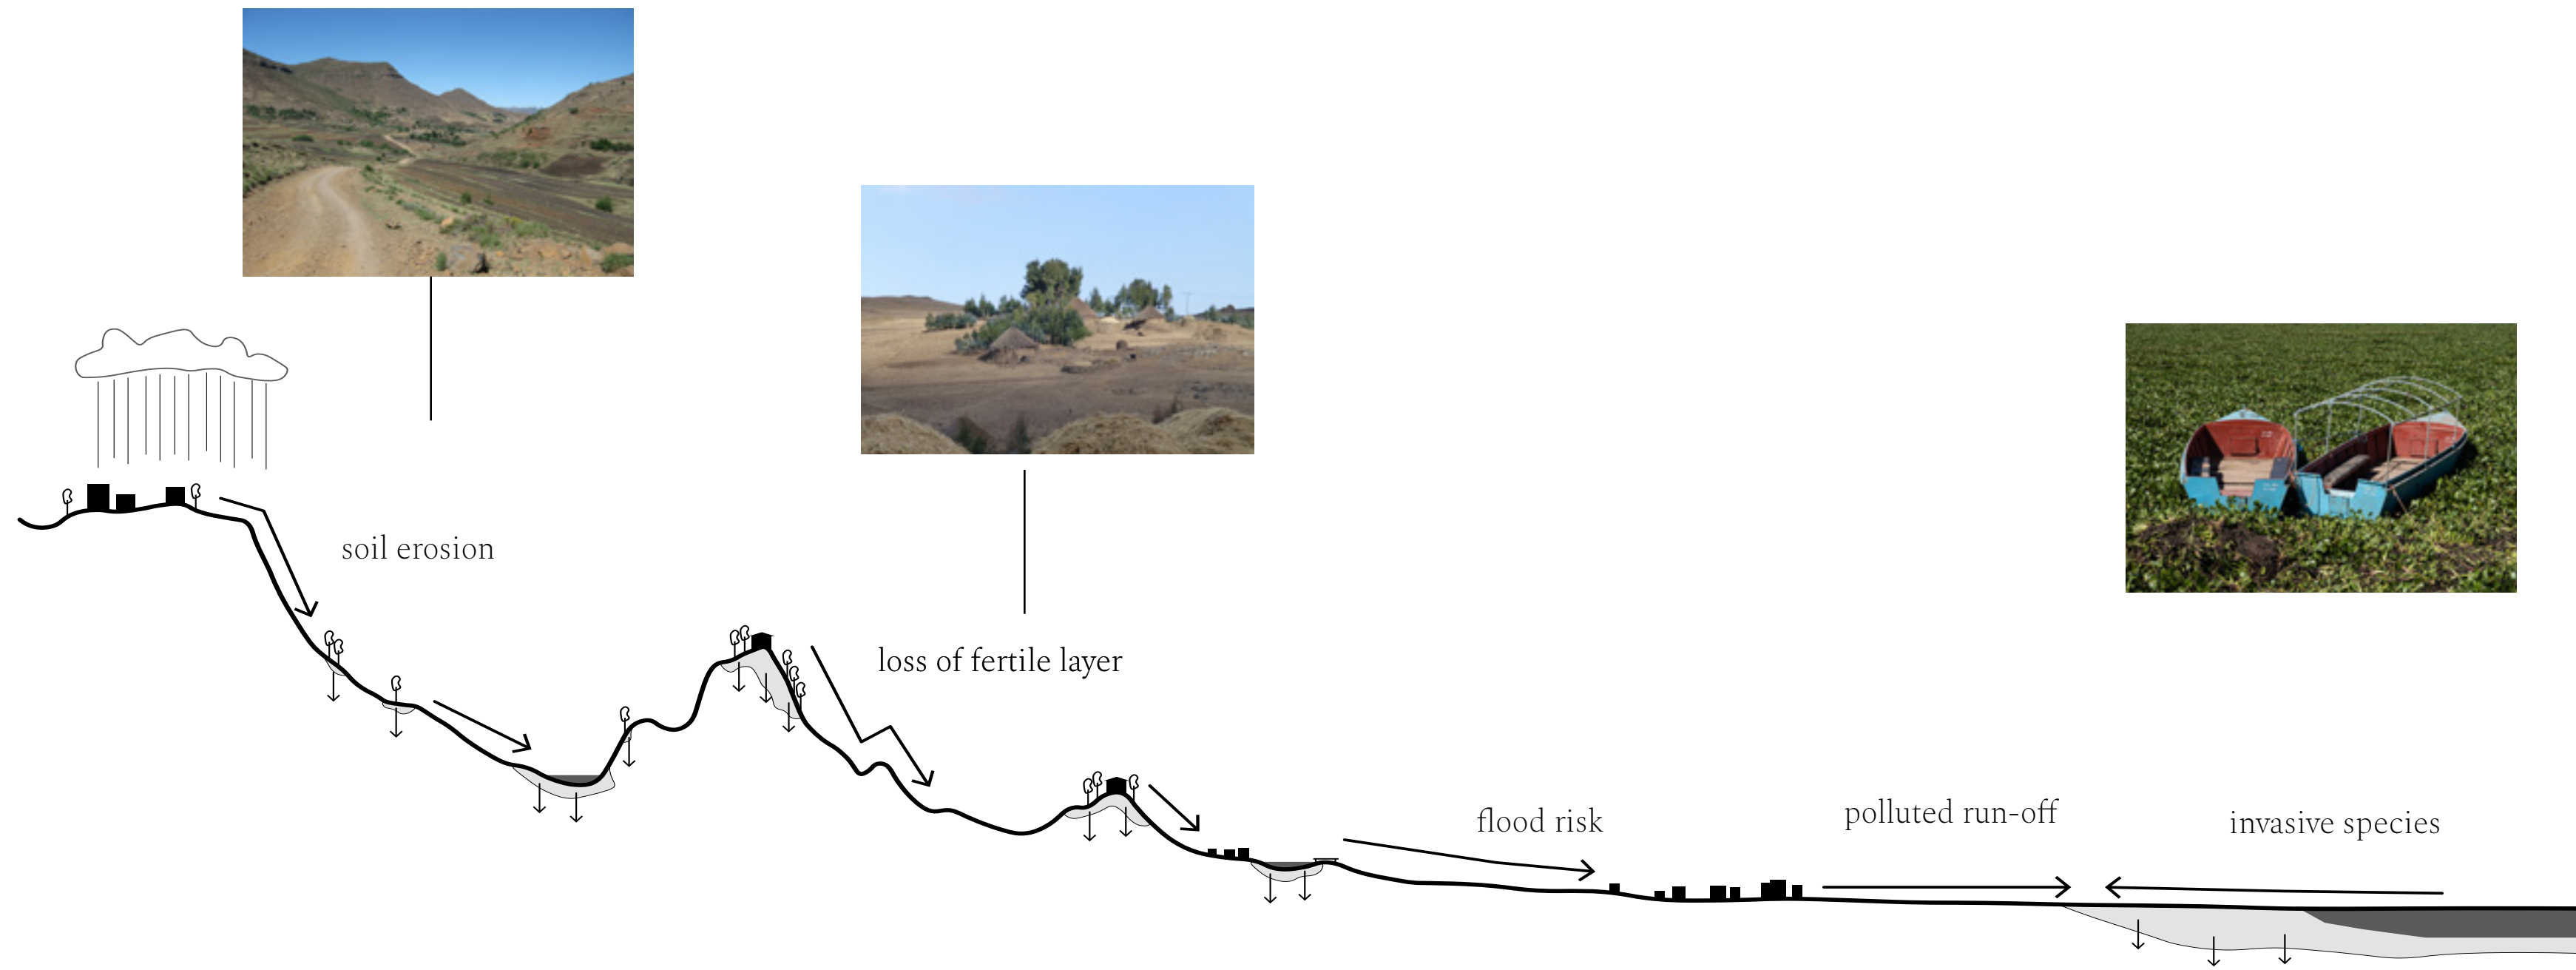 soil erosion
loss of fertile layer
flood risk
polluted run-off
invasive species